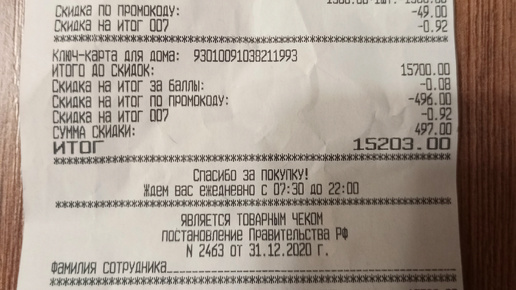 Скидка по промокоду: -49.00
Скидка на итог 007 -0.92
************************************************
Ключ-карта для дома: 93010091038211993
ИТОГО ДО СКИДОК: 15700.00
Скидка на итог за баллы: -0.08
Скидка на итог по промокоду: -496.00
Скидка на итог 007 -0.92
СУММА СКИДКИ: 497.00
ИТОГ 15203.00
************************************************
Спасибо за покупку!
Ждем вас ежедневно с 07:30 до 22:00
************************************************
ЯВЛЯЕТСЯ ТОВАРНЫМ ЧЕКОМ
постановление Правительства РФ
N 2463 от 31.12.2020 г.
************************************************
ФАМИЛИЯ СОТРУДНИКА______________________________